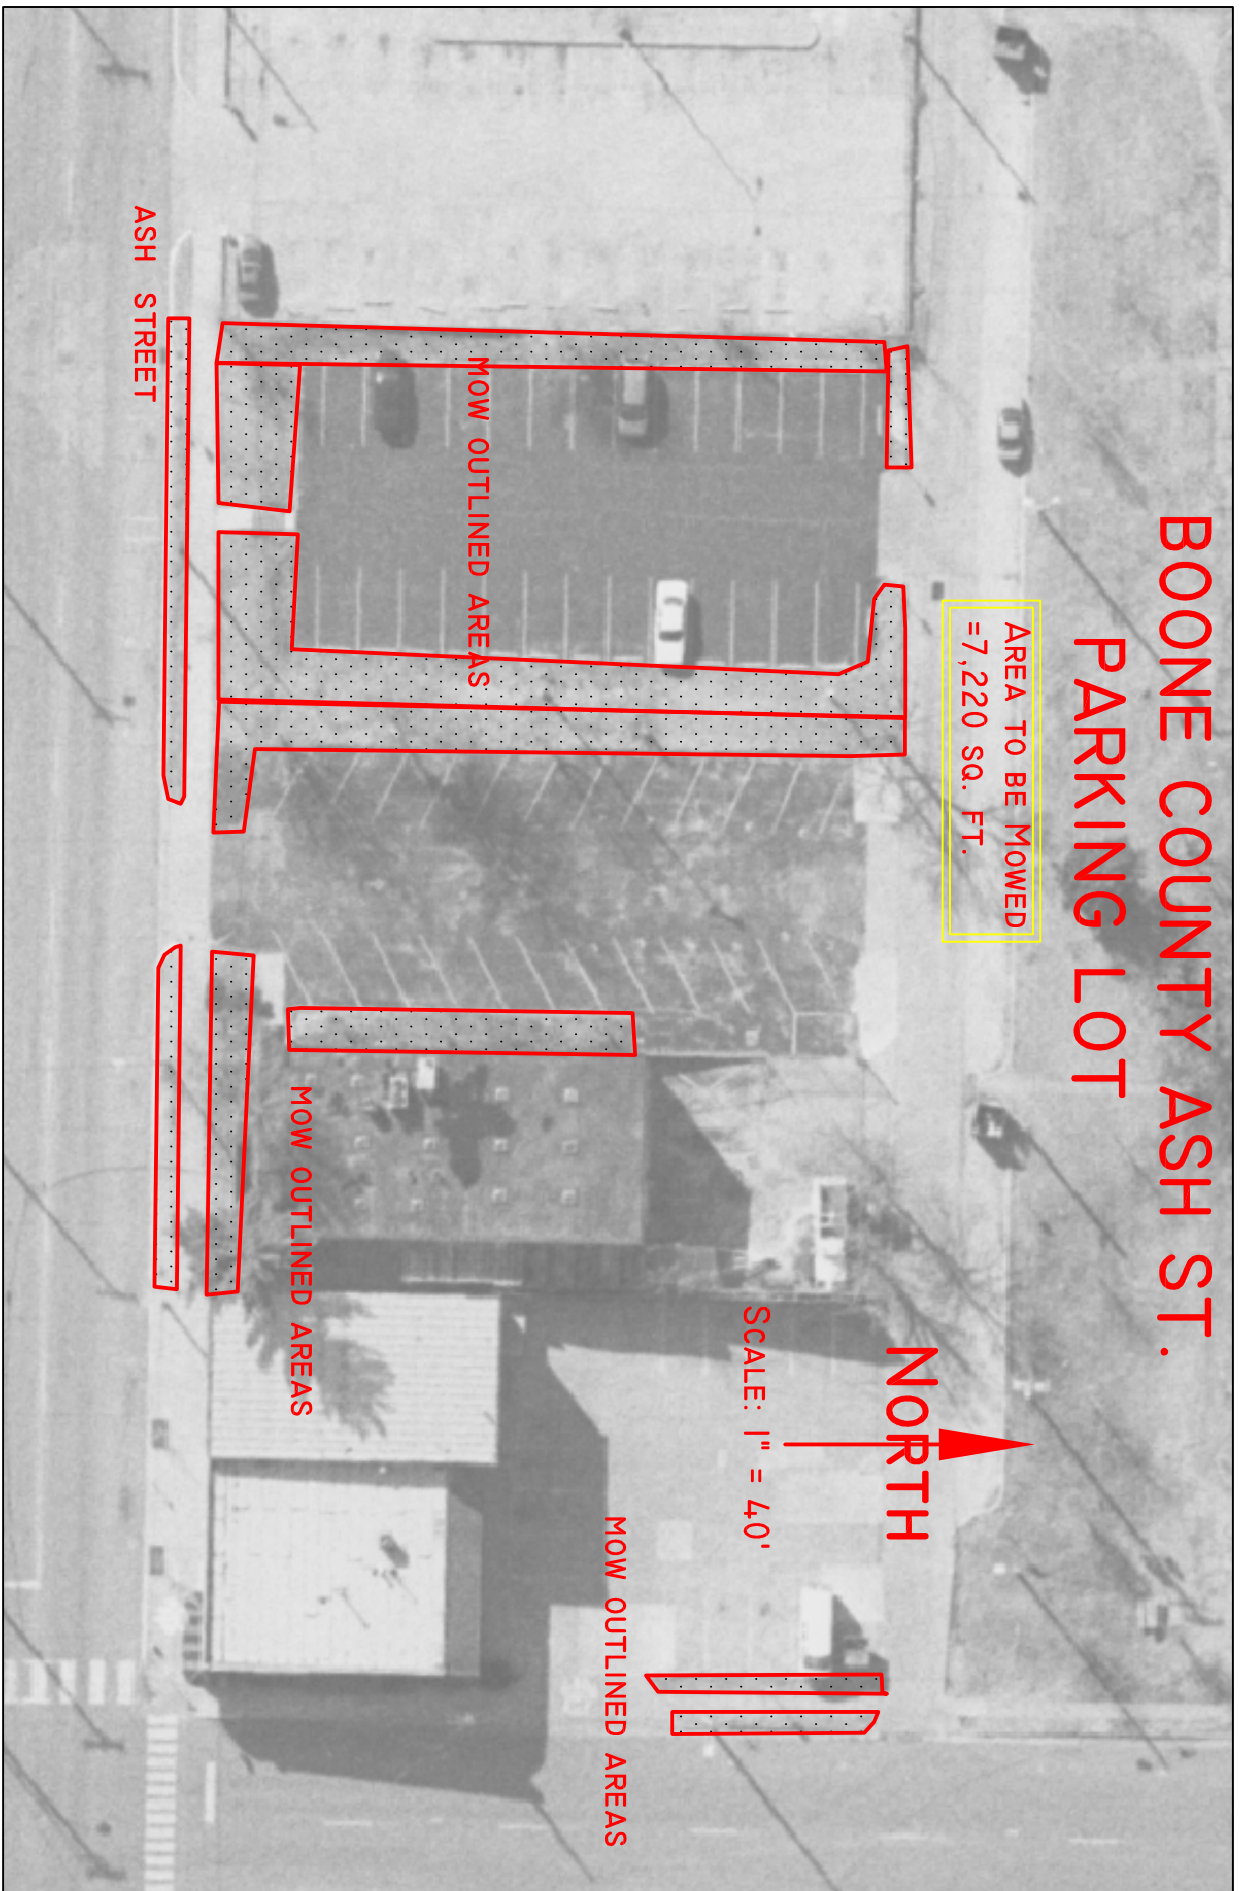 BOONE COUNTY ASH ST.
PARKING LOT
AREA TO BE MOWED
=7,220 SQ. FT.
NORTH
SCALE: 1" = 40'
MOW OUTLINED AREAS
MOW OUTLINED AREAS
MOW OUTLINED AREAS
ASH STREET